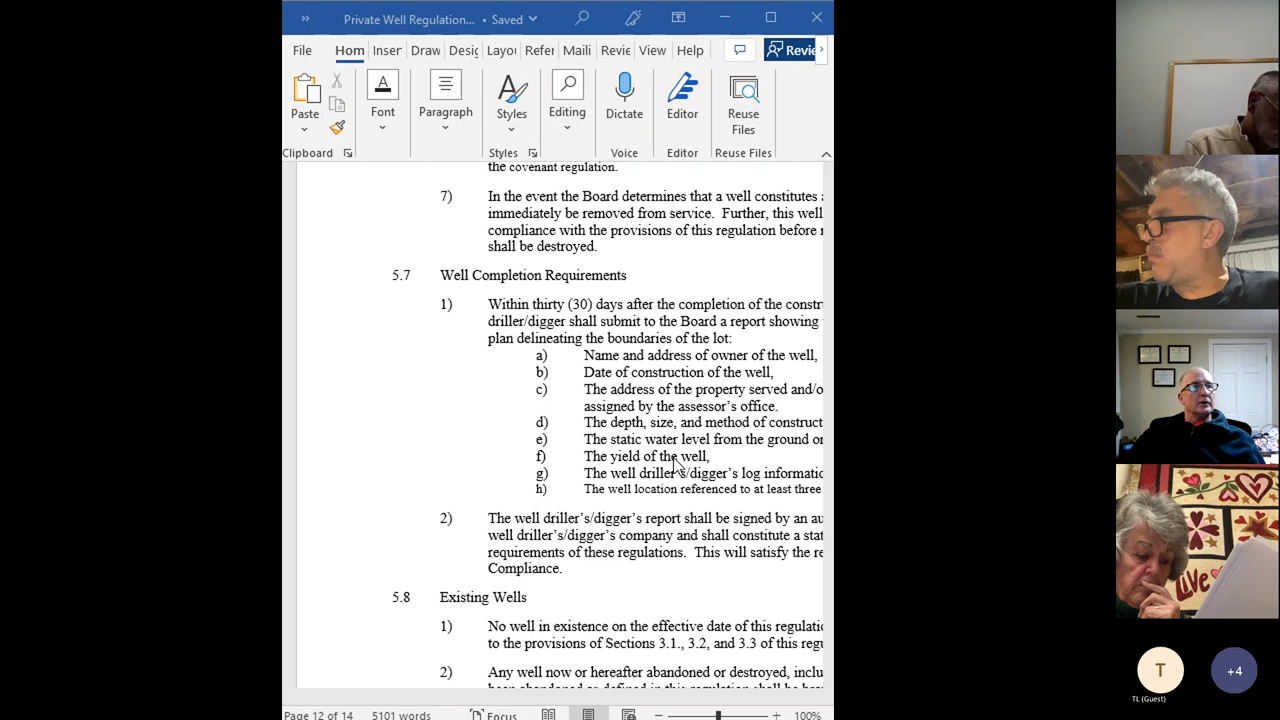 Private Well Regulation... • Saved
File Hom Inser Draw Desig Layou Refer Maili Revie View Help Revie
Paste Font Paragraph Styles Editing Dictate Editor Reuse Files
Clipboard Styles Voice Editor Reuse Files
the covenant regulation.
7) In the event the Board determines that a well constitutes
immediately be removed from service. Further, this well
compliance with the provisions of this regulation before
shall be destroyed.
5.7 Well Completion Requirements
1) Within thirty (30) days after the completion of the constr
driller/digger shall submit to the Board a report showing
plan delineating the boundaries of the lot:
a) Name and address of owner of the well,
b) Date of construction of the well,
c) The address of the property served and/o
assigned by the assessor's office.
d) The depth, size, and method of construct
e) The static water level from the ground or
f) The yield of the well,
g) The well driller's/digger's log informatio
h) The well location referenced to at least three
2) The well driller's/digger's report shall be signed by an au
well driller's/digger's company and shall constitute a stat
requirements of these regulations. This will satisfy the re
Compliance.
5.8 Existing Wells
1) No well in existence on the effective date of this regulatio
to the provisions of Sections 3.1., 3.2, and 3.3 of this regu
2) Any well now or hereafter abandoned or destroyed, inclu
Page 12 of 14 5101 words Focus 100%
LIVE
T
+4
TL (Guest)